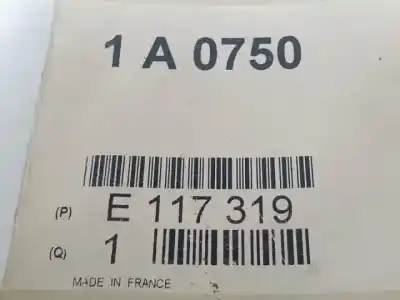 1 A 0750
(P) E 117 319
(Q) 1
MADE IN FRANCE